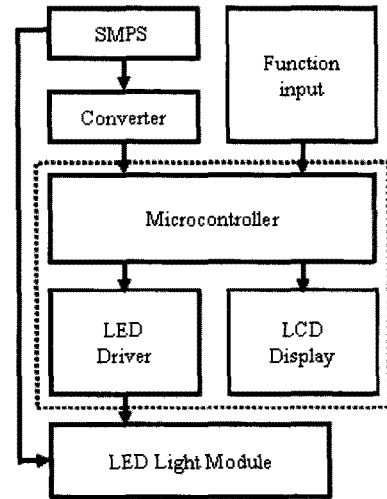 SMPS
Function
input
Converter
Microcontroller
LED
Driver
LCD
Display
LED Light Module